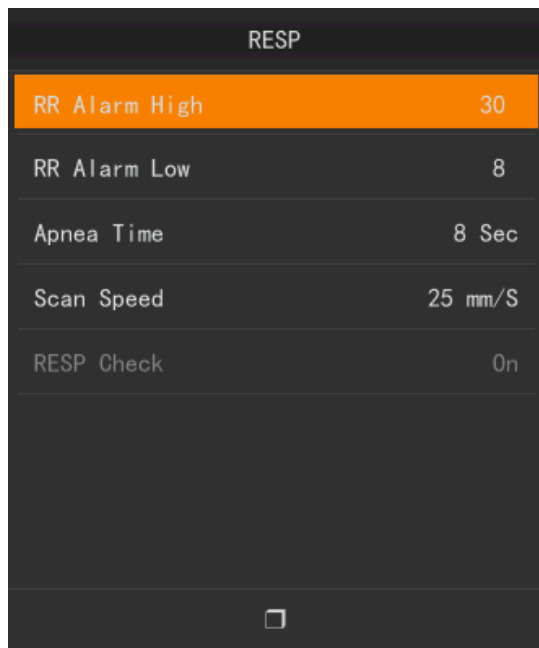 RESP
RR Alarm High 30
RR Alarm Low 8
Apnea Time 8 Sec
Scan Speed 25 mm/S
RESP Check On